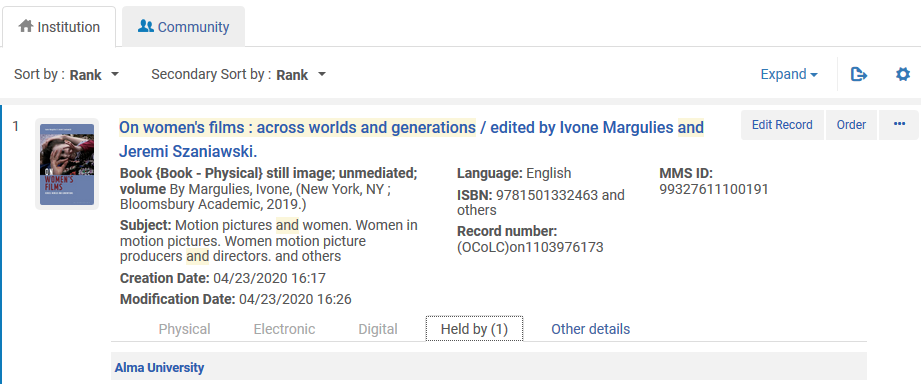 Institution
Community
Sort by : Rank
Secondary Sort by : Rank
Expand
1
ON WOMEN'S FILMS
On women's films : across worlds and generations / edited by Ivone Margulies and
Jeremi Szaniawski.
Edit Record
Order
•••
Book {Book - Physical} still image; unmediated;
volume By Margulies, Ivone, (New York, NY ;
Bloomsbury Academic, 2019.)
Subject: Motion pictures and women. Women in
motion pictures. Women motion picture
producers and directors. and others
Creation Date: 04/23/2020 16:17
Modification Date: 04/23/2020 16:26
Language: English
ISBN: 9781501332463 and
others
Record number:
(OCoLC)on1103976173
MMS ID:
99327611100191
Physical
Electronic
Digital
Held by (1)
Other details
Alma University